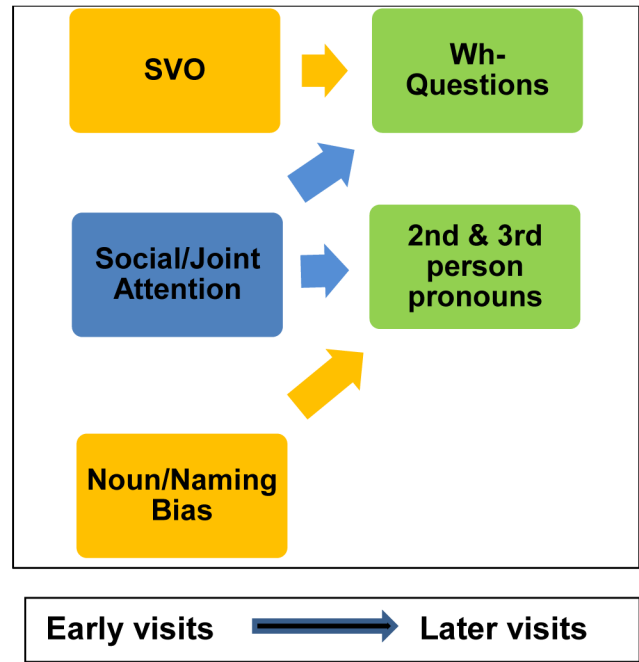 SVO
Wh-
Questions
Social/Joint
Attention
2nd & 3rd
person
pronouns
Noun/Naming
Bias
Early visits
Later visits